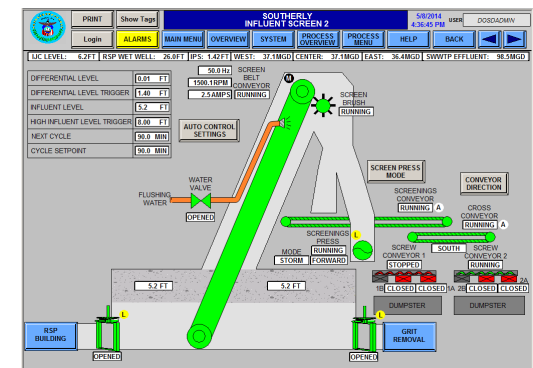 PRINT
Show Tags
SOUTHERLY
INFLUENT SCREEN 2
5/8/2014
4:36:45 PM
USER
DOSDADMIN
Login
ALARMS
MAIN MENU
OVERVIEW
SYSTEM
PROCESS
OVERVIEW
PROCESS
MENU
HELP
BACK
IJC LEVEL: 6.2FT RSP WET WELL: 26.0FT IPS: 1.42FT WEST: 37.1MGD CENTER: 37.1MGD EAST: 36.4MGD SWWTP EFFLUENT: 98.5MGD
DIFFERENTIAL LEVEL 0.01 FT
DIFFERENTIAL LEVEL TRIGGER 1.40 FT
INFLUENT LEVEL 5.2 FT
HIGH INFLUENT LEVEL TRIGGER 8.00 FT
NEXT CYCLE 90.0 MIN
CYCLE SETPOINT 90.0 MIN
50.0 Hz
1500.1RPM
2.5 AMPS
SCREEN
BELT
CONVEYOR
RUNNING
M
SCREEN
BRUSH
RUNNING
AUTO CONTROL
SETTINGS
SCREEN PRESS
MODE
CONVEYOR
DIRECTION
WATER
VALVE
FLUSHING
WATER
OPENED
SCREENINGS
CONVEYOR
RUNNING A
CROSS
CONVEYOR
RUNNING A
SCREENINGS
PRESS
RUNNING
FORWARD
MODE
STORM
L
SOUTH
SCREW
CONVEYOR 1
STOPPED
SCREW
CONVEYOR 2
RUNNING
1B CLOSED CLOSED 1A
2B CLOSED CLOSED
2A
DUMPSTER
DUMPSTER
5.2 FT
5.2 FT
L
L
RSP
BUILDING
OPENED
OPENED
GRIT
REMOVAL